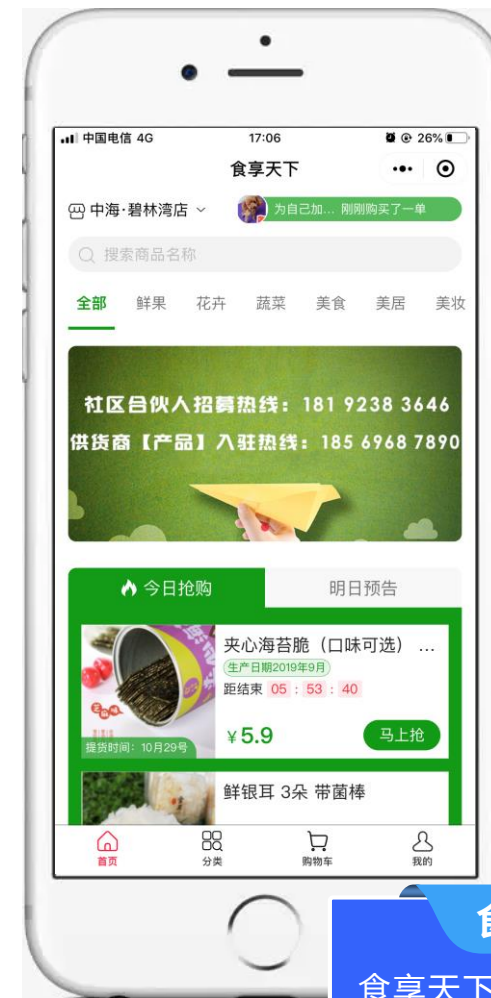 中国电信 4G 17:06 26%
食享天下
中海·碧林湾店 为自己加... 刚刚购买了一单
搜索商品名称
全部 鲜果 花卉 蔬菜 美食 美居 美妆
社区合伙人招募热线：181 9238 3646
供货商【产品】入驻热线：185 6968 7890
今日抢购 明日预告
夹心海苔脆（口味可选） ...
生产日期2019年9月
距结束 05 : 53 : 40
¥5.9 马上抢
提货时间：10月29号
鲜银耳 3朵 带菌棒
首页 分类 购物车 我的
食享天下